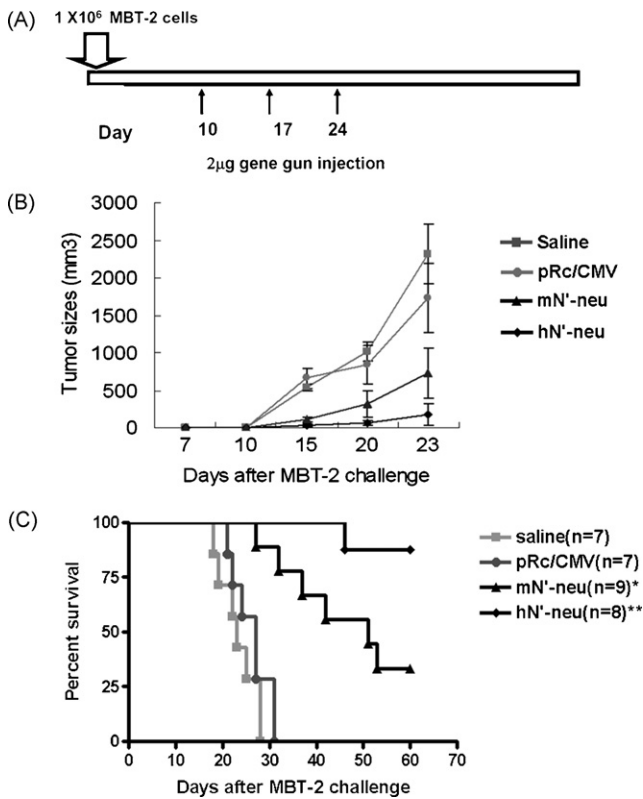 (A)
1 X10⁶ MBT-2 cells
Day
10 17 24
2μg gene gun injection
(B)
Tumor sizes (mm3)
3000
2500
2000
1500
1000
500
0
7 10 15 20 23
Days after MBT-2 challenge
Saline
pRc/CMV
mN'-neu
hN'-neu
(C)
Percent survival
100
75
50
25
0
0 10 20 30 40 50 60 70
Days after MBT-2 challenge
saline(n=7)
pRc/CMV(n=7)
mN'-neu(n=9)*
hN'-neu(n=8)**